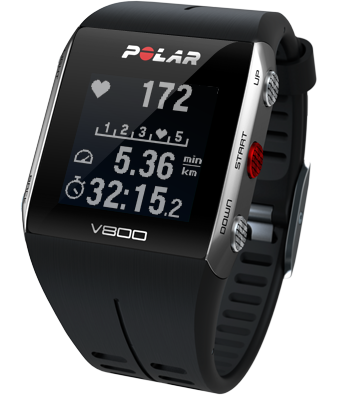 POLAR
UP
172
1 2 3 5
START
5.36 min km
32:15.2
DOWN
V800